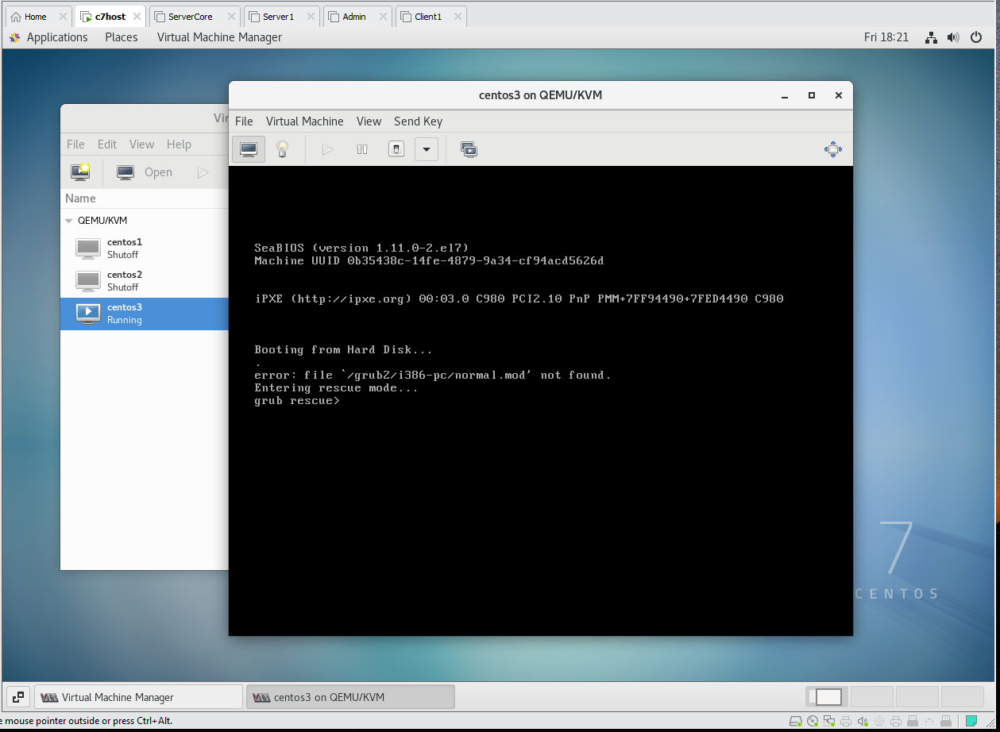 Home
c7host
ServerCore
Server1
Admin
Client1
Applications Places Virtual Machine Manager Fri 18:21
centos3 on QEMU/KVM
Vir
File Virtual Machine View Send Key
File Edit View Help
Open
Name
QEMU/KVM
centos1
Shutoff
centos2
Shutoff
centos3
Running
SeaBIOS (version 1.11.0-2.el7)
Machine UUID 0b35438c-14fe-4879-9a34-cf94acd5626d
iPXE (http://ipxe.org) 00:03.0 C980 PCI2.10 PnP PMM+7FF94490+7FED4490 C980
Booting from Hard Disk...
.
error: file `/grub2/i386-pc/normal.mod' not found.
Entering rescue mode...
grub rescue>
7
CENTOS
Virtual Machine Manager
centos3 on QEMU/KVM
e mouse pointer outside or press Ctrl+Alt.